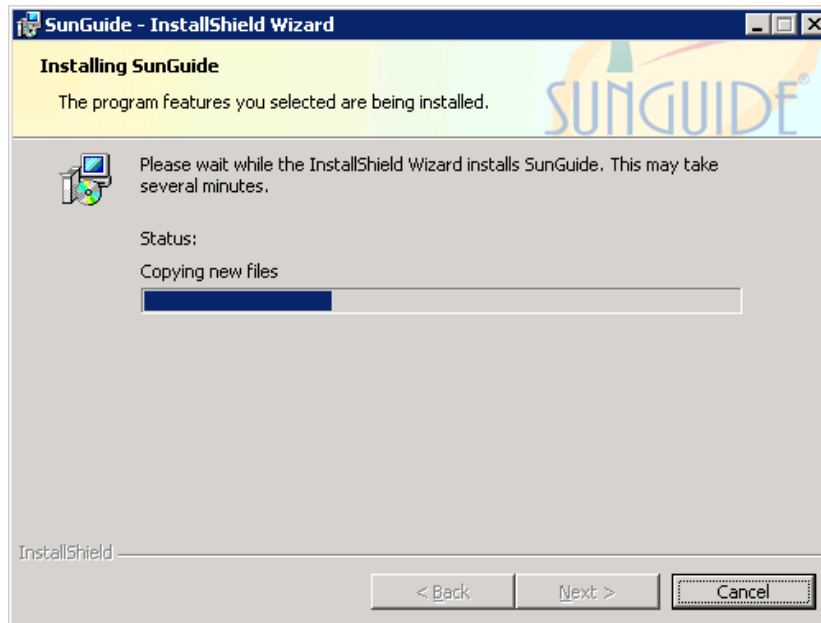 SunGuide - InstallShield Wizard
Installing SunGuide
The program features you selected are being installed.
SUNGUIDE®
Please wait while the InstallShield Wizard installs SunGuide. This may take
several minutes.
Status:
Copying new files
InstallShield
< Back Next > Cancel